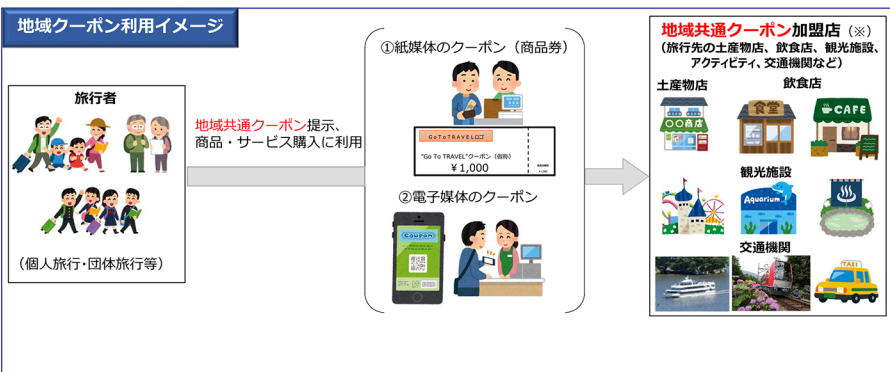 地域クーポン利用イメージ
旅行者
(個人旅行・団体旅行等)
地域共通クーポン提示、
商品・サービス購入に利用
①紙媒体のクーポン(商品券)
GoToTRAVELロゴ
"Go To TRAVEL"クーポン(仮称)
¥1,000
②電子媒体のクーポン
Coupon
地域共通クーポン加盟店(※)
(旅行先の土産物店、飲食店、観光施設、
アクティビティ、交通機関など)
土産物店
飲食店
〇〇商店
食堂
CAFE
観光施設
Aquarium
交通機関
TAXI